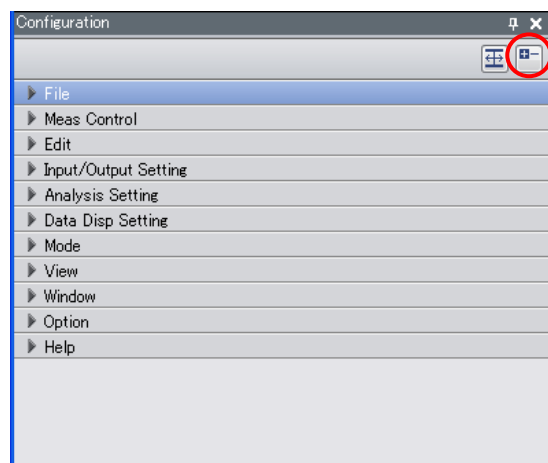 Configuration
File
Meas Control
Edit
Input/Output Setting
Analysis Setting
Data Disp Setting
Mode
View
Window
Option
Help